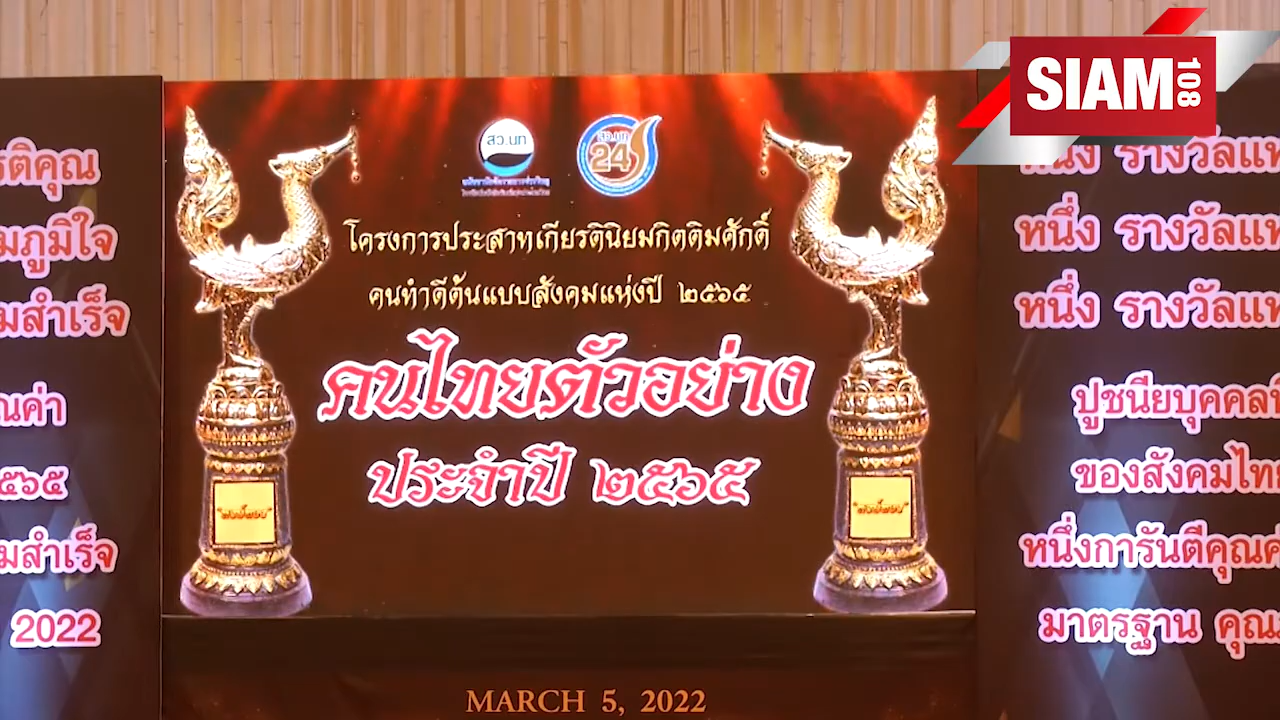 SIAM 108
สว.นท
สว.นท
24
โครงการประสาทเกียรตินิยมกิตติมศักดิ์
คนทำดีต้นแบบสังคมแห่งปี ๒๕๖๕
คนไทยตัวอย่าง
ประจำปี ๒๕๖๕
MARCH 5, 2022
รติคุณ
มภูมิใจ
มสำเร็จ
ณค่า
๕๖๕
มสำเร็จ
2022
หนึ่ง รางวัลแห
หนึ่ง รางวัลแห
หนึ่ง รางวัลแห
ปูชนียบุคคลที
ของสังคมไทย
หนึ่งการันตีคุณค
มาตรฐาน คุณ